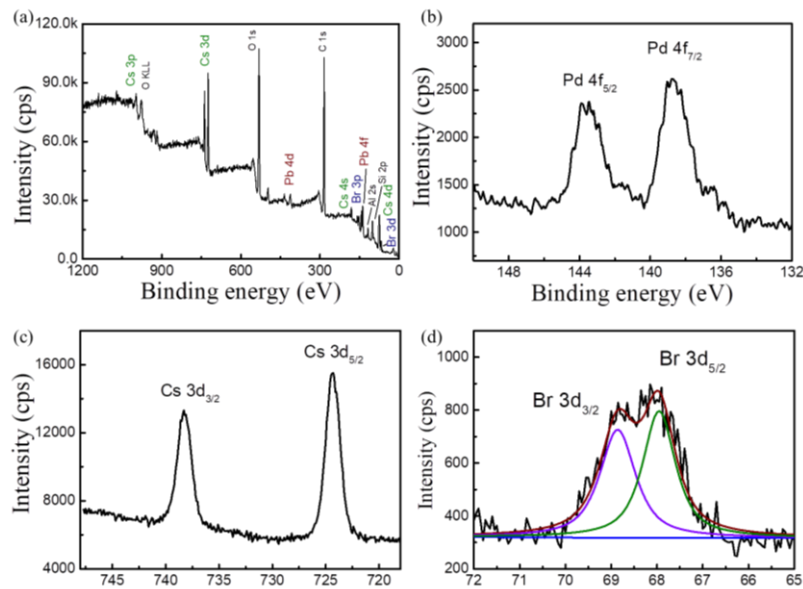 (a)
120.0k
90.0k
60.0k
30.0k
0.0
Intensity (cps)
Cs 3p
O KLL
Cs 3d
O 1s
Pb 4d
C 1s
Cs 4s
Br 3p
Pb 4f
Al 2s
Si 2p
Cs 4d
Br 3d
1200 900 600 300 0
Binding energy (eV)
(b)
3000
2500
2000
1500
1000
Intensity (cps)
Pd 4f5/2
Pd 4f7/2
148 144 140 136 132
Binding energy (eV)
(c)
16000
12000
8000
4000
Intensity (cps)
Cs 3d3/2
Cs 3d5/2
745 740 735 730 725 720
(d)
1000
800
600
400
200
Intensity (cps)
Br 3d3/2
Br 3d5/2
72 71 70 69 68 67 66 65